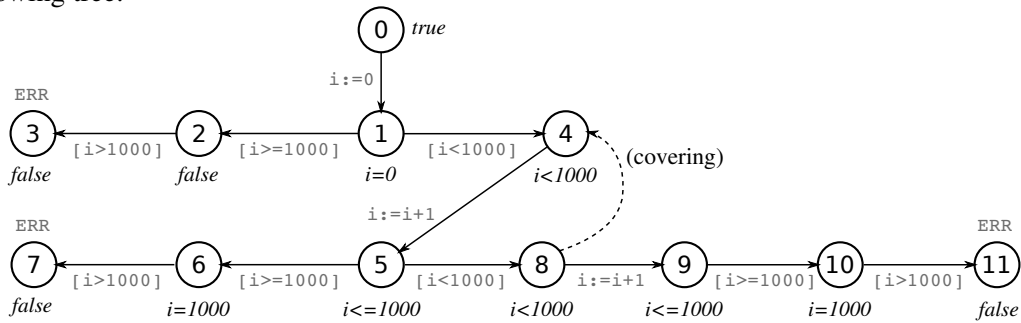 owing tree:
0 true
i:=0
ERR
3 2 1 4
[i>1000] [i>=1000] [i<1000] (covering)
false false i=0 i<1000
i:=i+1
ERR ERR
7 6 5 8 9 10 11
[i>1000] [i>=1000] [i<1000] i:=i+1 [i>=1000] [i>1000]
false i=1000 i<=1000 i<1000 i<=1000 i=1000 false